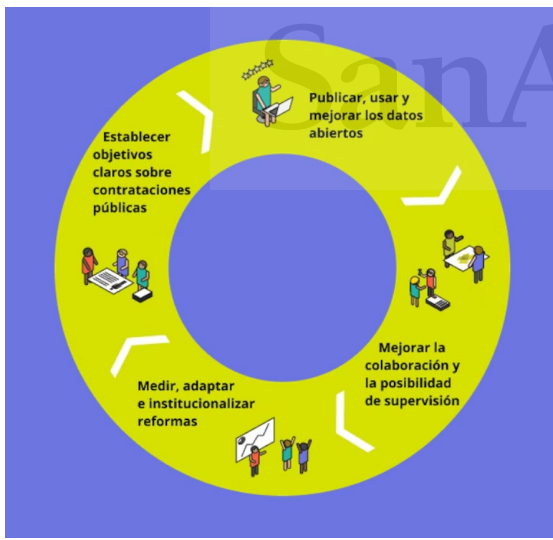 SanA
Publicar, usar y
mejorar los datos
abiertos
Establecer
objetivos
claros sobre
contrataciones
públicas
Mejorar la
colaboración y
la posibilidad
de supervisión
Medir, adaptar
e institucionalizar
reformas